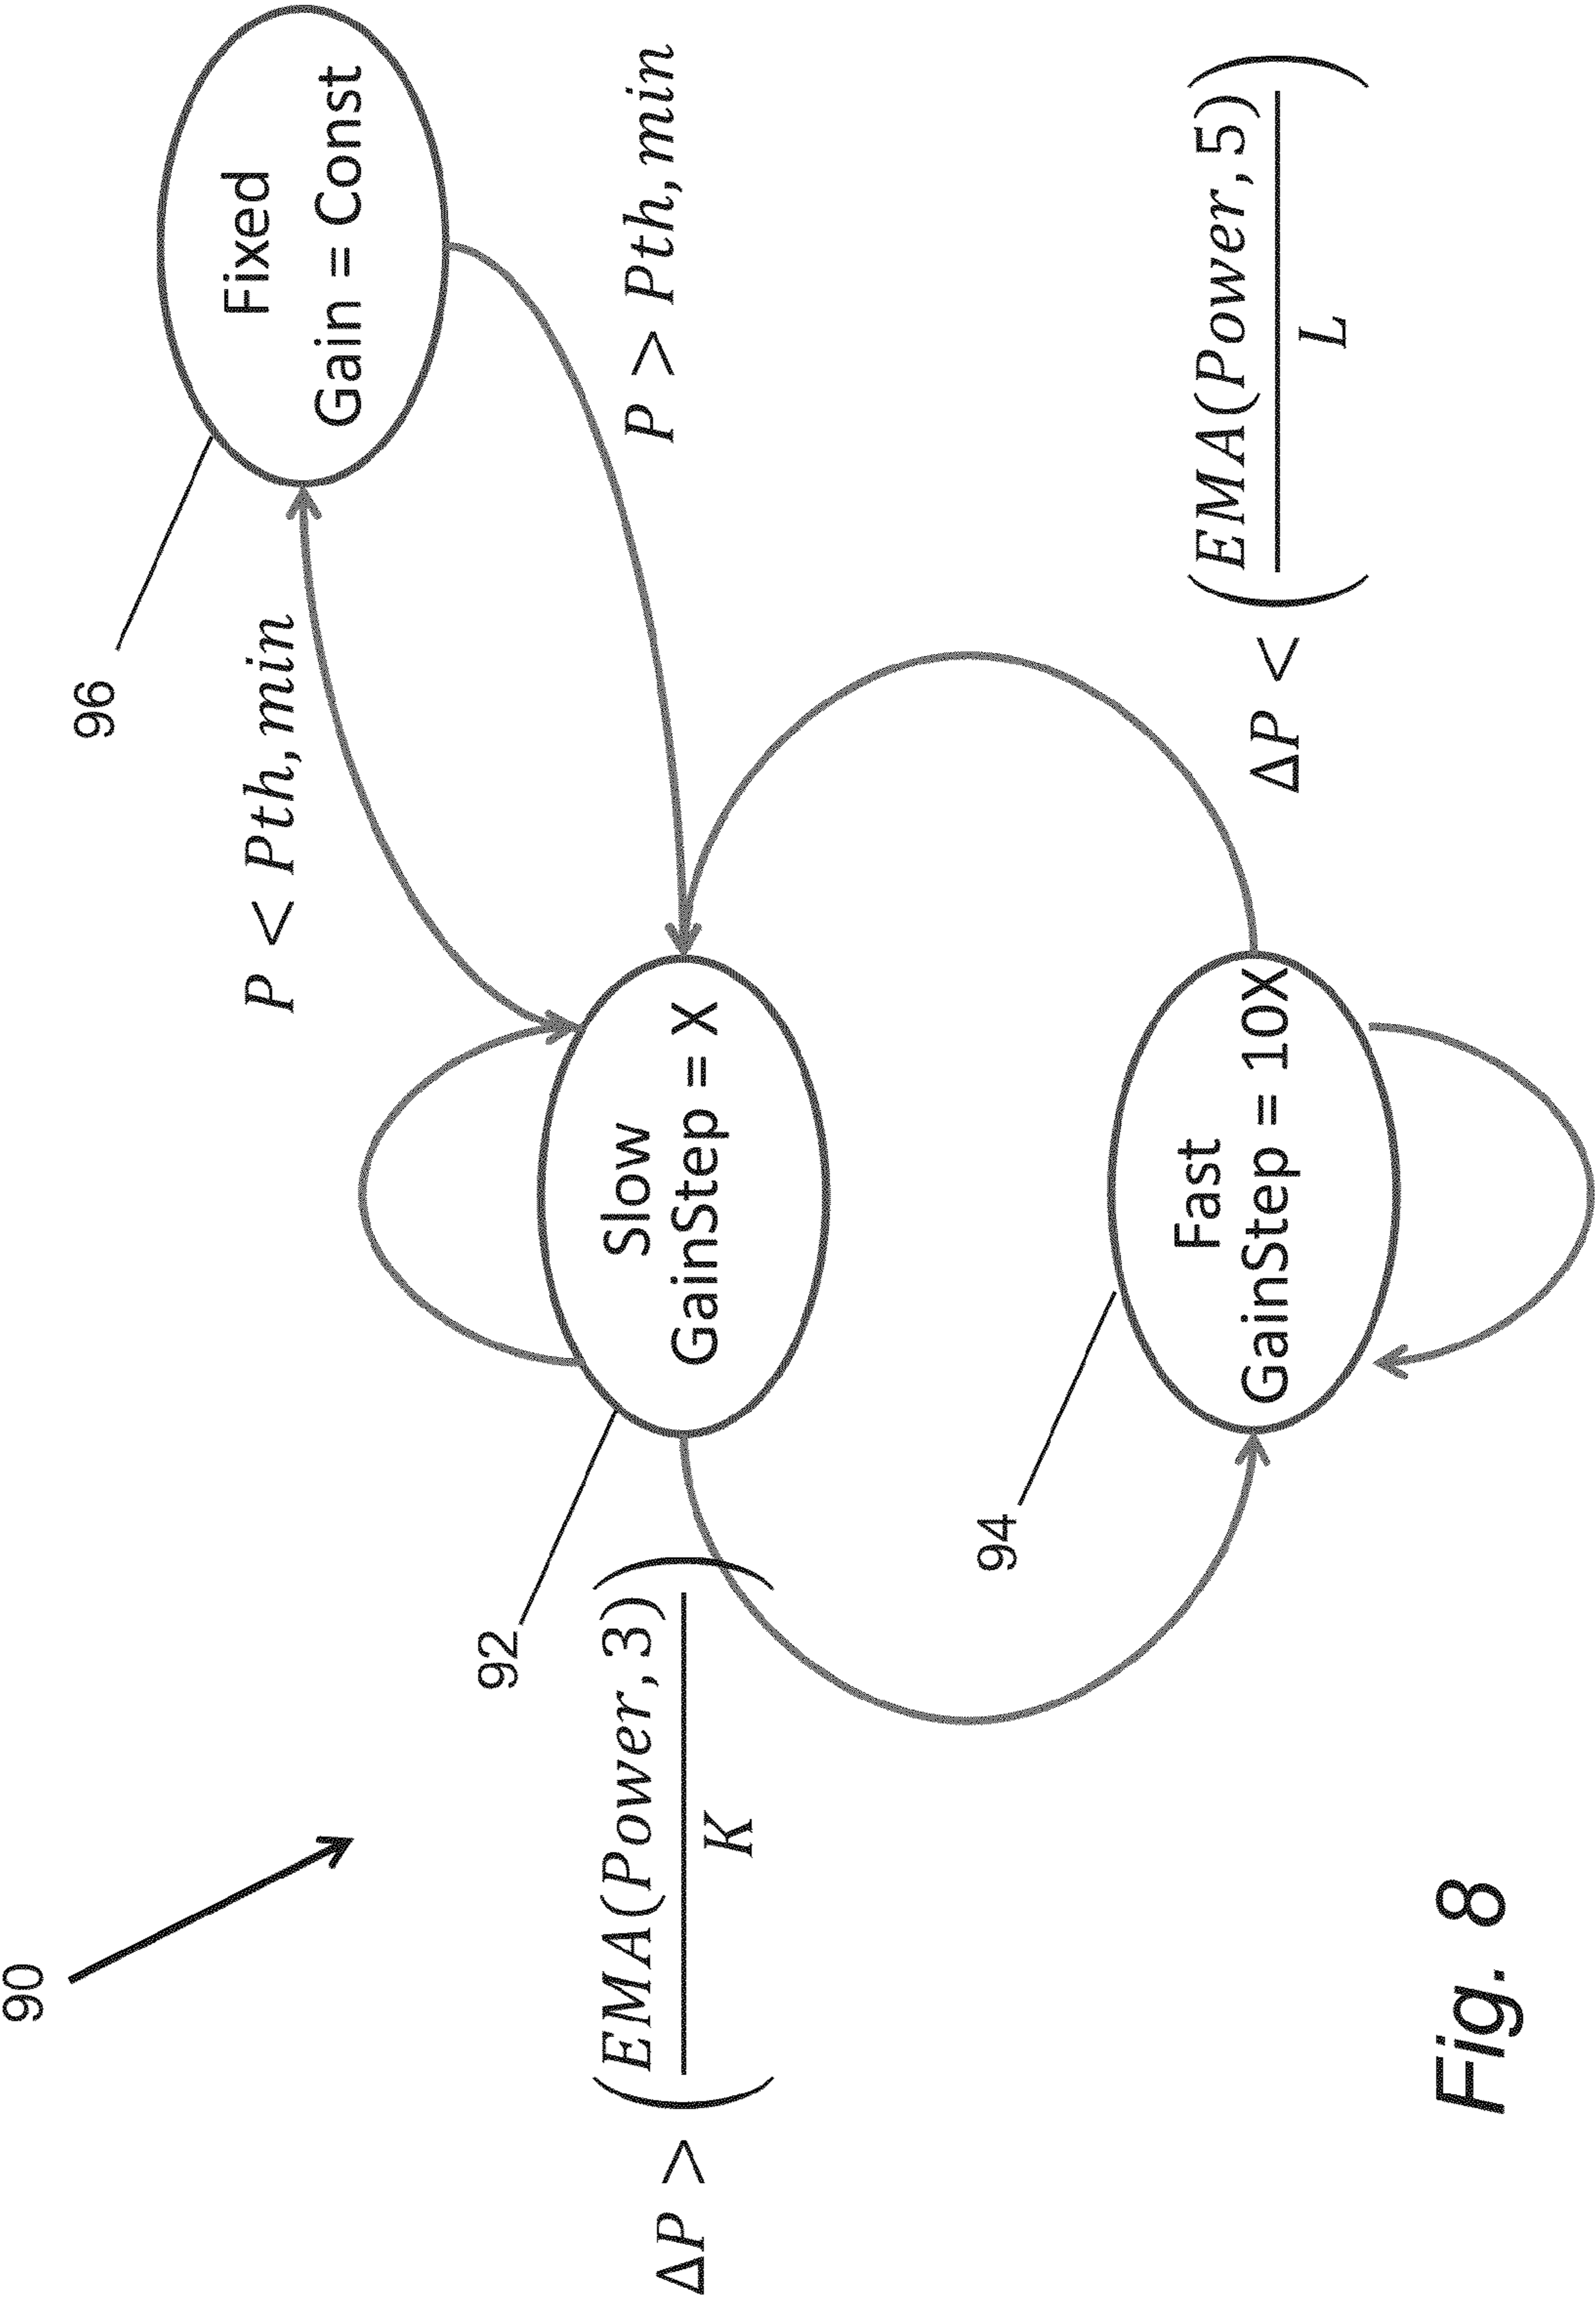 90
96
Fixed
Gain = Const
P < Pth, min
P > Pth, min
92
Slow
GainStep = X
ΔP > (EMA(Power, 3)
K)
94
Fast
GainStep = 10X
ΔP < (EMA(Power, 5)
L)
Fig. 8